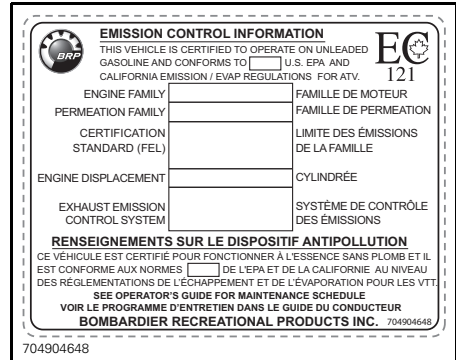 BRP
EMISSION CONTROL INFORMATION
THIS VEHICLE IS CERTIFIED TO OPERATE ON UNLEADED
GASOLINE AND CONFORMS TO U.S. EPA AND
CALIFORNIA EMISSION / EVAP REGULATIONS FOR ATV.
EC
121
ENGINE FAMILY FAMILLE DE MOTEUR
PERMEATION FAMILY FAMILLE DE PERMEATION
CERTIFICATION LIMITE DES ÉMISSIONS
STANDARD (FEL) DE LA FAMILLE
ENGINE DISPLACEMENT CYLINDRÉE
EXHAUST EMISSION SYSTÈME DE CONTRÔLE
CONTROL SYSTEM DES ÉMISSIONS
RENSEIGNEMENTS SUR LE DISPOSITIF ANTIPOLLUTION
CE VÉHICULE EST CERTIFIÉ POUR FONCTIONNER À L'ESSENCE SANS PLOMB ET IL
EST CONFORME AUX NORMES DE L'EPA ET DE LA CALIFORNIE AU NIVEAU
DES RÉGLEMENTATIONS DE L'ÉCHAPPEMENT ET DE L'ÉVAPORATION POUR LES VTT.
SEE OPERATOR'S GUIDE FOR MAINTENANCE SCHEDULE
VOIR LE PROGRAMME D'ENTRETIEN DANS LE GUIDE DU CONDUCTEUR
BOMBARDIER RECREATIONAL PRODUCTS INC. 704904648
704904648